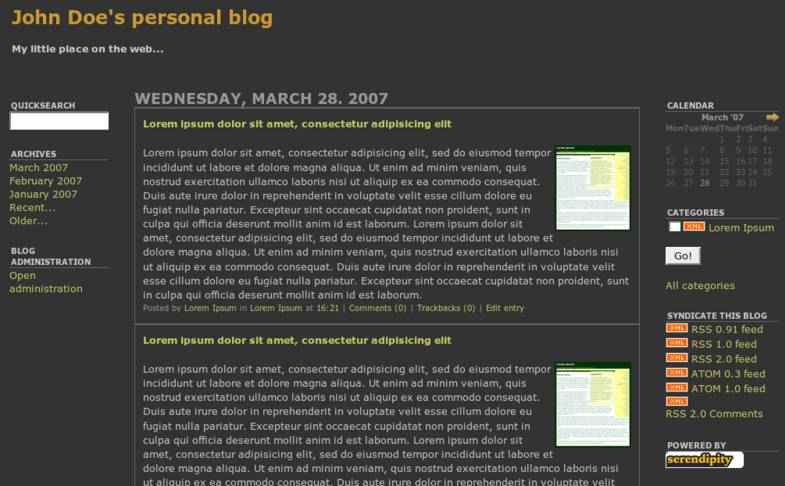 John Doe's personal blog
My little place on the web...
QUICKSEARCH
ARCHIVES
March 2007
February 2007
January 2007
Recent...
Older...
BLOG
ADMINISTRATION
Open
administration
WEDNESDAY, MARCH 28. 2007
Lorem ipsum dolor sit amet, consectetur adipisicing elit
Lorem ipsum dolor sit amet, consectetur adipisicing elit, sed do eiusmod tempor
incididunt ut labore et dolore magna aliqua. Ut enim ad minim veniam, quis
nostrud exercitation ullamco laboris nisi ut aliquip ex ea commodo consequat.
Duis aute irure dolor in reprehenderit in voluptate velit esse cillum dolore eu
fugiat nulla pariatur. Excepteur sint occaecat cupidatat non proident, sunt in
culpa qui officia deserunt mollit anim id est laborum. Lorem ipsum dolor sit
amet, consectetur adipisicing elit, sed do eiusmod tempor incididunt ut labore et
dolore magna aliqua. Ut enim ad minim veniam, quis nostrud exercitation ullamco laboris nisi
ut aliquip ex ea commodo consequat. Duis aute irure dolor in reprehenderit in voluptate velit
esse cillum dolore eu fugiat nulla pariatur. Excepteur sint occaecat cupidatat non proident, sunt
in culpa qui officia deserunt mollit anim id est laborum.
Posted by Lorem Ipsum in Lorem Ipsum at 16:21 | Comments (0) | Trackbacks (0) | Edit entry
Lorem ipsum dolor sit amet, consectetur adipisicing elit
Lorem ipsum dolor sit amet, consectetur adipisicing elit, sed do eiusmod tempor
incididunt ut labore et dolore magna aliqua. Ut enim ad minim veniam, quis
nostrud exercitation ullamco laboris nisi ut aliquip ex ea commodo consequat.
Duis aute irure dolor in reprehenderit in voluptate velit esse cillum dolore eu
fugiat nulla pariatur. Excepteur sint occaecat cupidatat non proident, sunt in
culpa qui officia deserunt mollit anim id est laborum. Lorem ipsum dolor sit
amet, consectetur adipisicing elit, sed do eiusmod tempor incididunt ut labore et
dolore magna aliqua. Ut enim ad minim veniam, quis nostrud exercitation ullamco laboris nisi
ut aliquip ex ea commodo consequat. Duis aute irure dolor in reprehenderit in voluptate velit
CALENDAR
March '07
Mon Tue Wed Thu Fri Sat Sun
1 2 3 4
5 6 7 8 9 10 11
12 13 14 15 16 17 18
19 20 21 22 23 24 25
26 27 28 29 30 31
CATEGORIES
XML Lorem Ipsum
Go!
All categories
SYNDICATE THIS BLOG
XML RSS 0.91 feed
XML RSS 1.0 feed
XML RSS 2.0 feed
XML ATOM 0.3 feed
XML ATOM 1.0 feed
XML
RSS 2.0 Comments
POWERED BY
serendipity